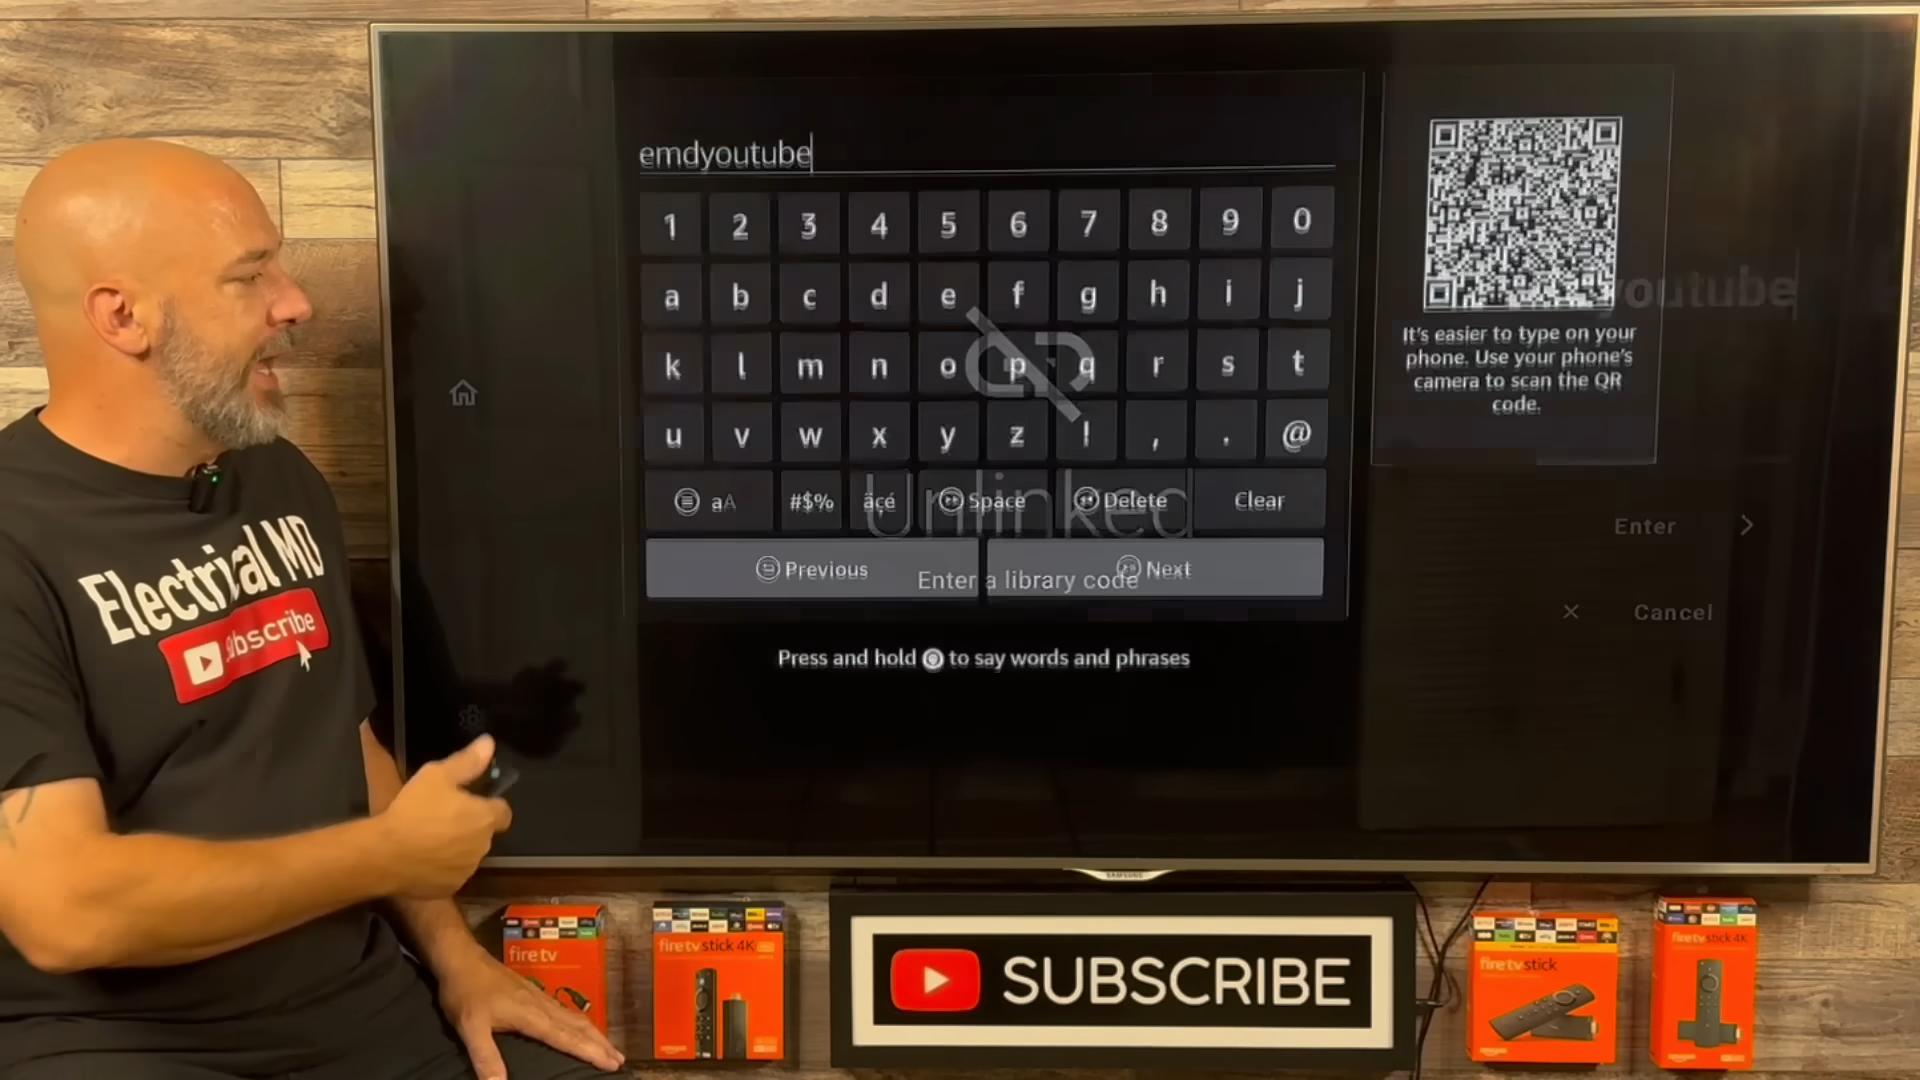 emdyoutube
1 2 3 4 5 6 7 8 9 0
a b c d e f g h i j
k l m n o p q r s t
u v w x y z ! , . @
aA #$% äçé Space Delete Clear
Previous Next
Unlinked
Enter a library code
Press and hold to say words and phrases
It's easier to type on your
phone. Use your phone's
camera to scan the QR
code.
youtube
Enter
Cancel
Electrical MD
Subscribe
SAMSUNG
fire tv
fire tv stick 4K
SUBSCRIBE
fire tv stick
fire tv stick 4K